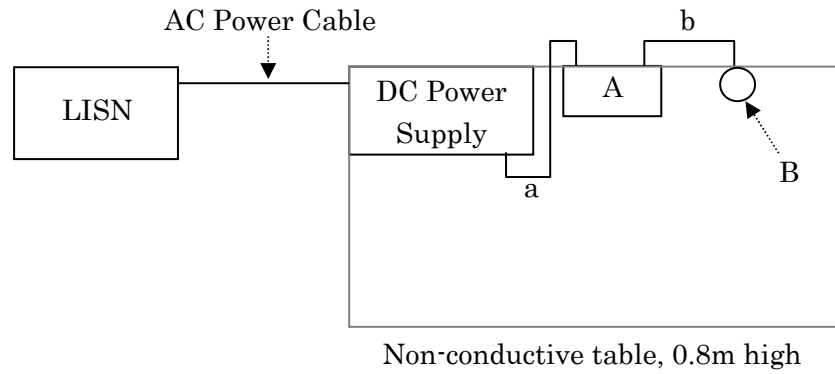 AC Power Cable
b
LISN
DC Power
Supply
A
a
B
Non-conductive table, 0.8m high